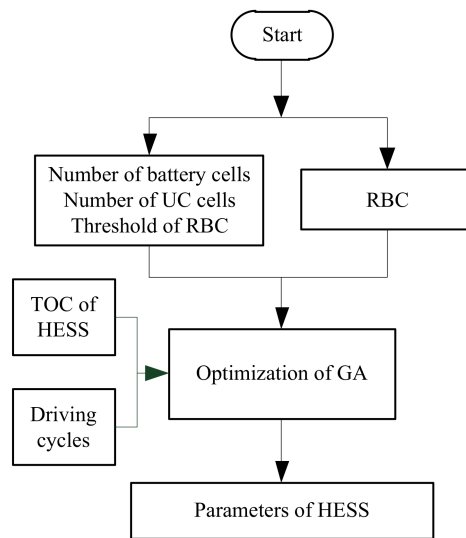 Start
Number of battery cells
Number of UC cells
Threshold of RBC
RBC
TOC of
HESS
Optimization of GA
Driving
cycles
Parameters of HESS